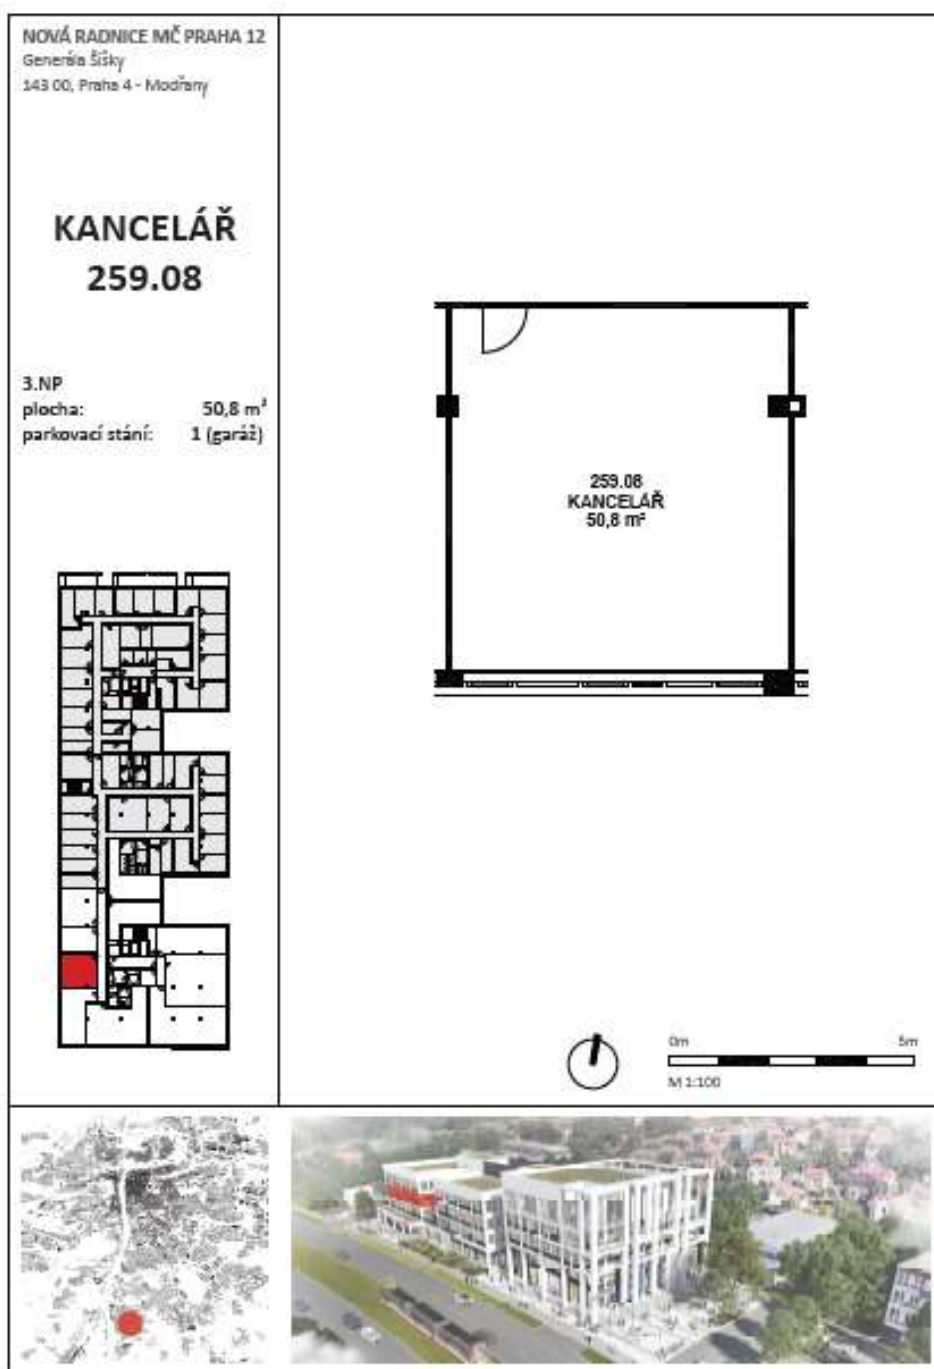 NOVÁ RADNICE MČ PRAHA 12
Generála Šišky
143 00, Praha 4 - Modřany
KANCELÁŘ
259.08
3.NP
plocha: 50,8 m²
parkovací stání: 1 (garáž)
259.08
KANCELÁŘ
50,8 m²
0m 5m
M 1:100